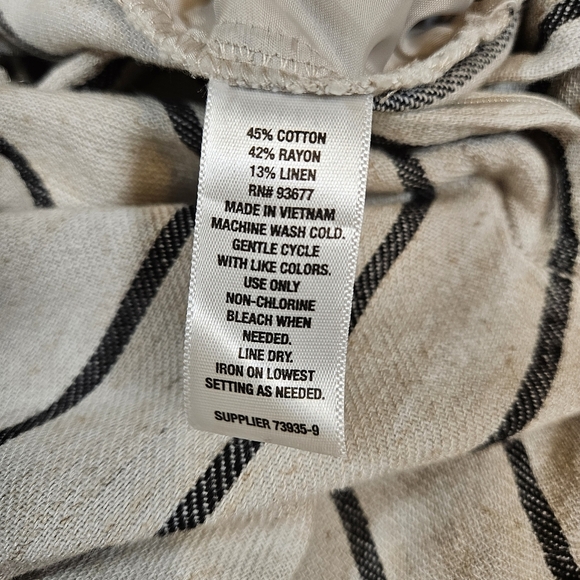 45% COTTON
42% RAYON
13% LINEN
RN# 93677
MADE IN VIETNAM
MACHINE WASH COLD.
GENTLE CYCLE
WITH LIKE COLORS.
USE ONLY
NON-CHLORINE
BLEACH WHEN
NEEDED.
LINE DRY.
IRON ON LOWEST
SETTING AS NEEDED.
SUPPLIER 73935-9